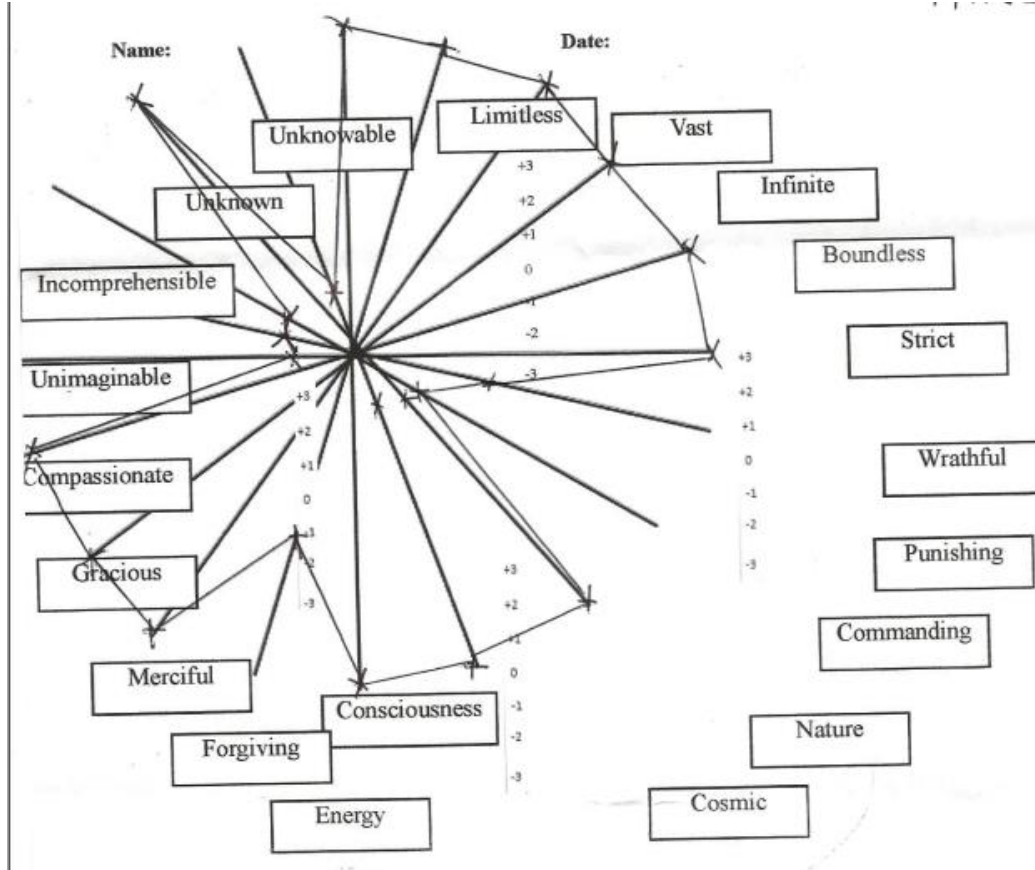 Name:
Date:
Limitless
Vast
Unknowable
Infinite
Unknown
Boundless
Incomprehensible
Strict
Unimaginable
Compassionate
Wrathful
Gracious
Punishing
Commanding
Merciful
Consciousness
Nature
Forgiving
Cosmic
Energy
+3
+2
+1
0
-1
-2
-3
+3
+2
+1
0
-1
-2
-3
+3
+2
+1
0
-2
-3
+3
+2
+1
0
-1
-2
-3